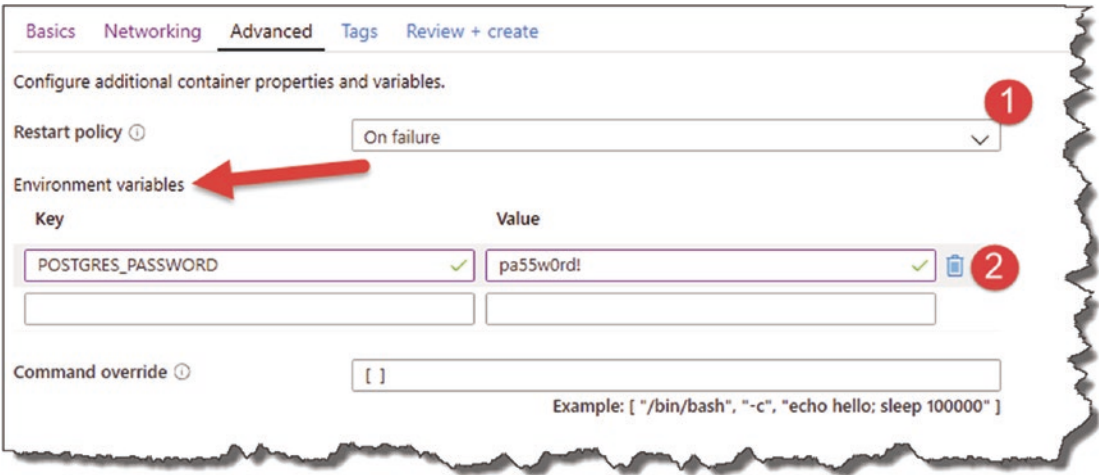 Basics Networking Advanced Tags Review + create
Configure additional container properties and variables.
1
Restart policy On failure
Environment variables
Key Value
POSTGRES_PASSWORD pa55w0rd!
2
Command override [ ]
Example: [ "/bin/bash", "-c", "echo hello; sleep 100000" ]